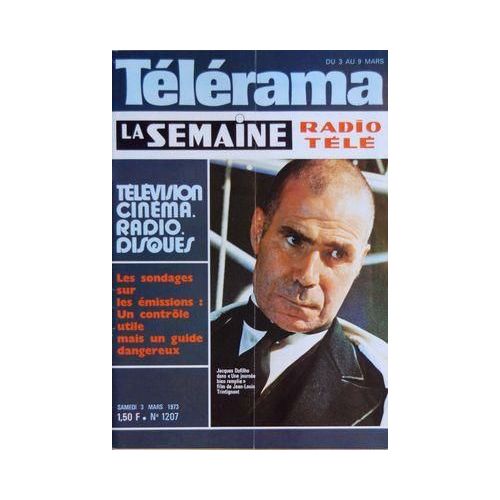 DU 3 AU 9 MARS
Télérama
LA SEMAINE
RADIO
TÉLÉ
TÉLÉVISION
CINÉMA.
RADIO.
DISQUES
Les sondages
sur
les émissions :
Un contrôle
utile
mais un guide
dangereux
Jacques Dufilho
dans « Une journée
bien remplie »
film de Jean-Louis
Trintignant
SAMEDI 3 MARS 1973
1,50 F • N° 1207